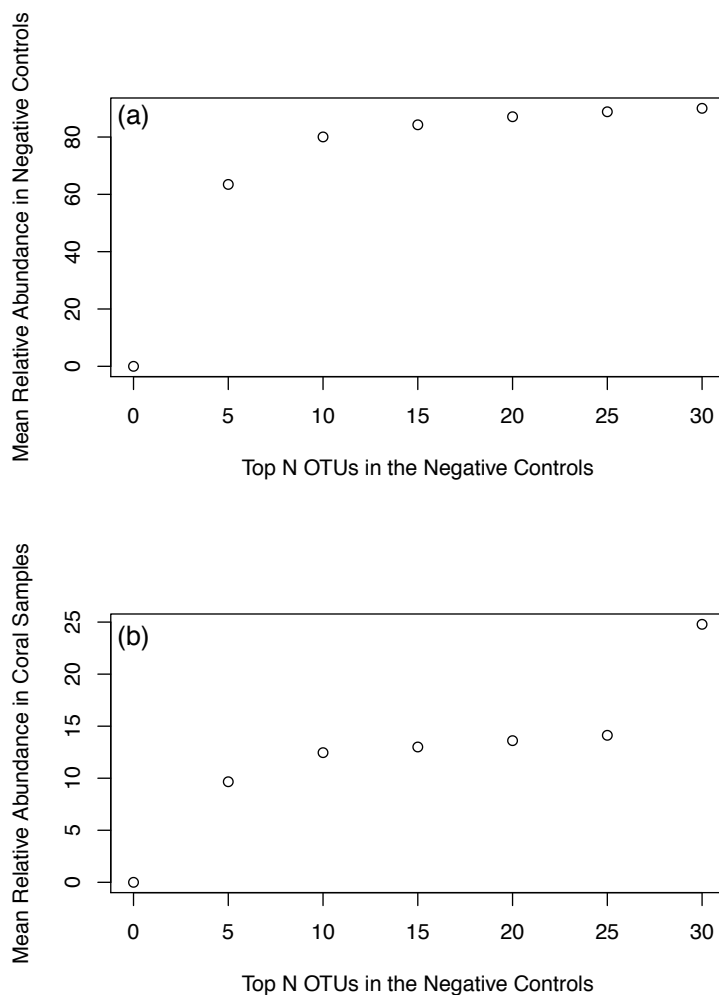 (a)
Mean Relative Abundance in Negative Controls
80
60
40
20
0
0 5 10 15 20 25 30
Top N OTUs in the Negative Controls
(b)
Mean Relative Abundance in Coral Samples
25
20
15
10
5
0
0 5 10 15 20 25 30
Top N OTUs in the Negative Controls